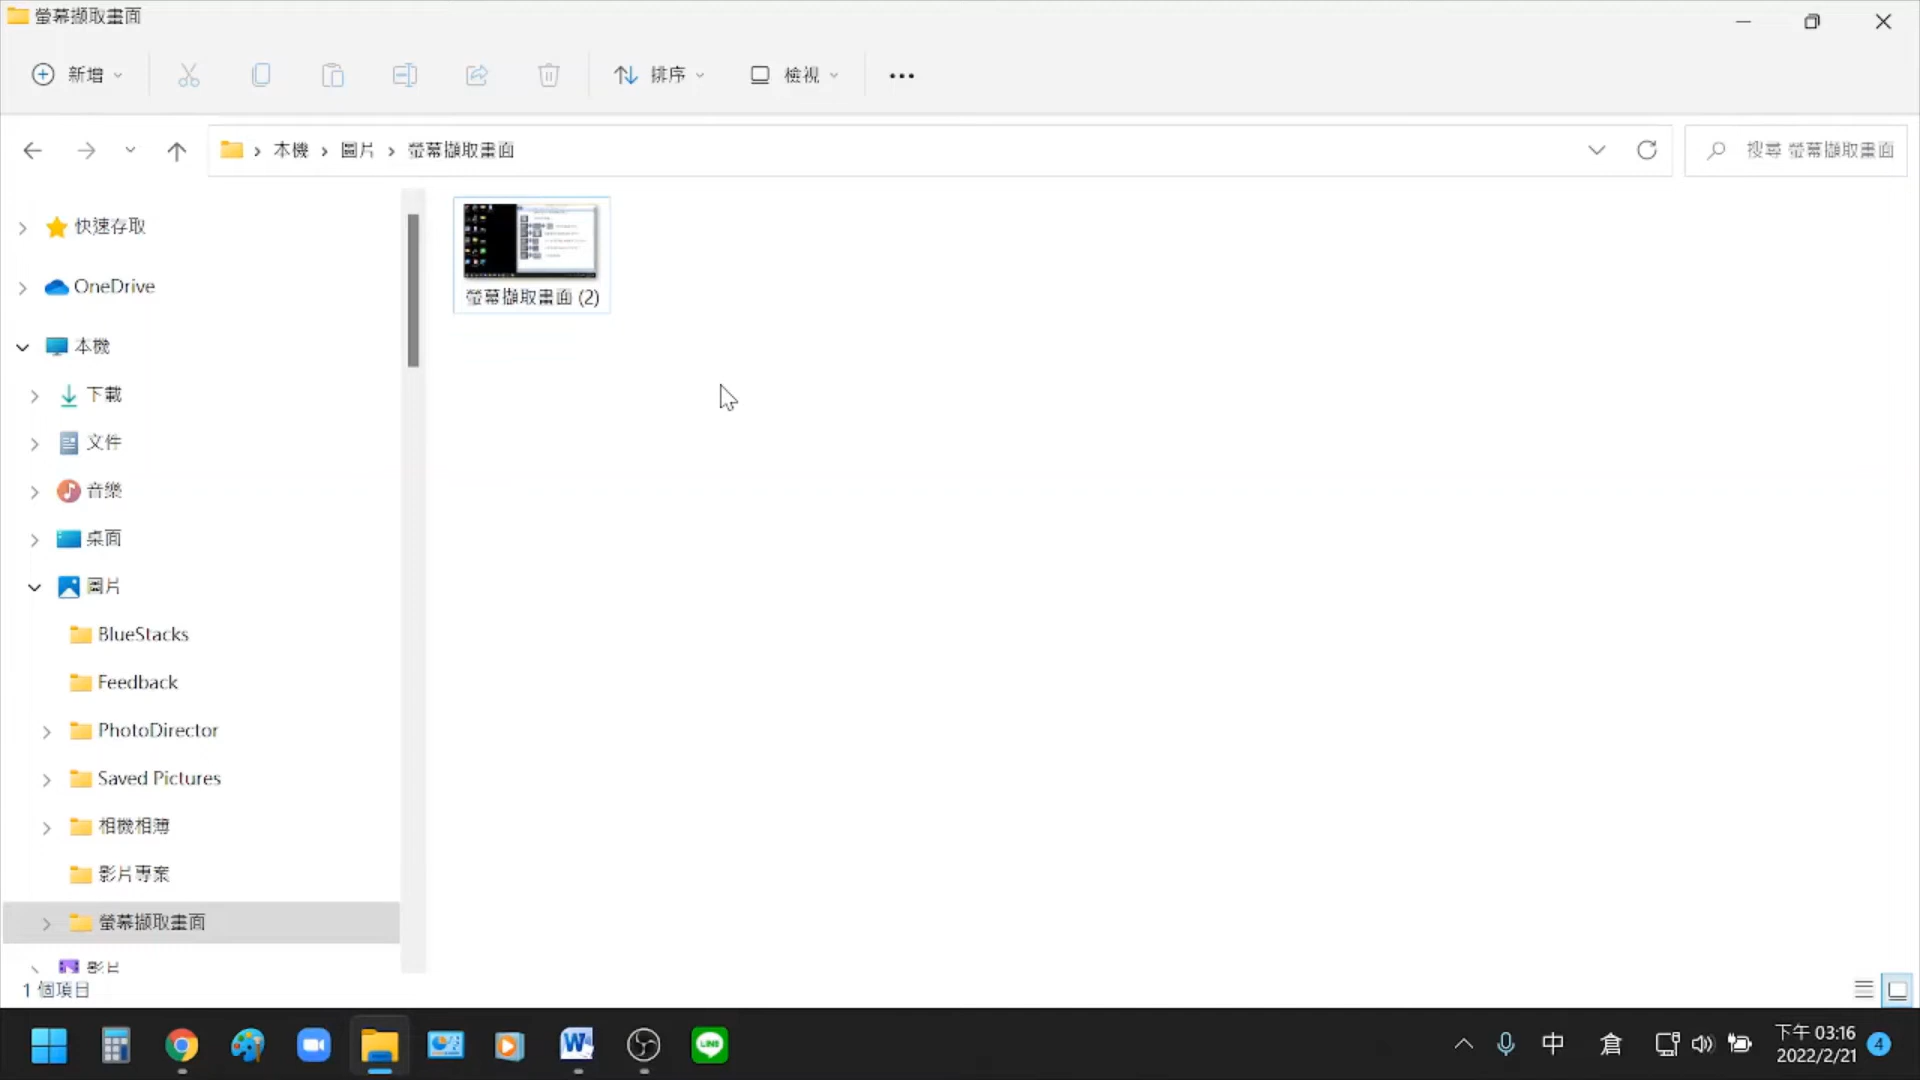 螢幕擷取畫面
新增
排序
檢視
本機
圖片
螢幕擷取畫面
搜尋 螢幕擷取畫面
快速存取
OneDrive
本機
下載
文件
音樂
桌面
圖片
BlueStacks
Feedback
PhotoDirector
Saved Pictures
相機相簿
影片專案
螢幕擷取畫面
影片
螢幕擷取畫面 (2)
1 個項目
W
LINE
中
倉
下午 03:16
2022/2/21
4